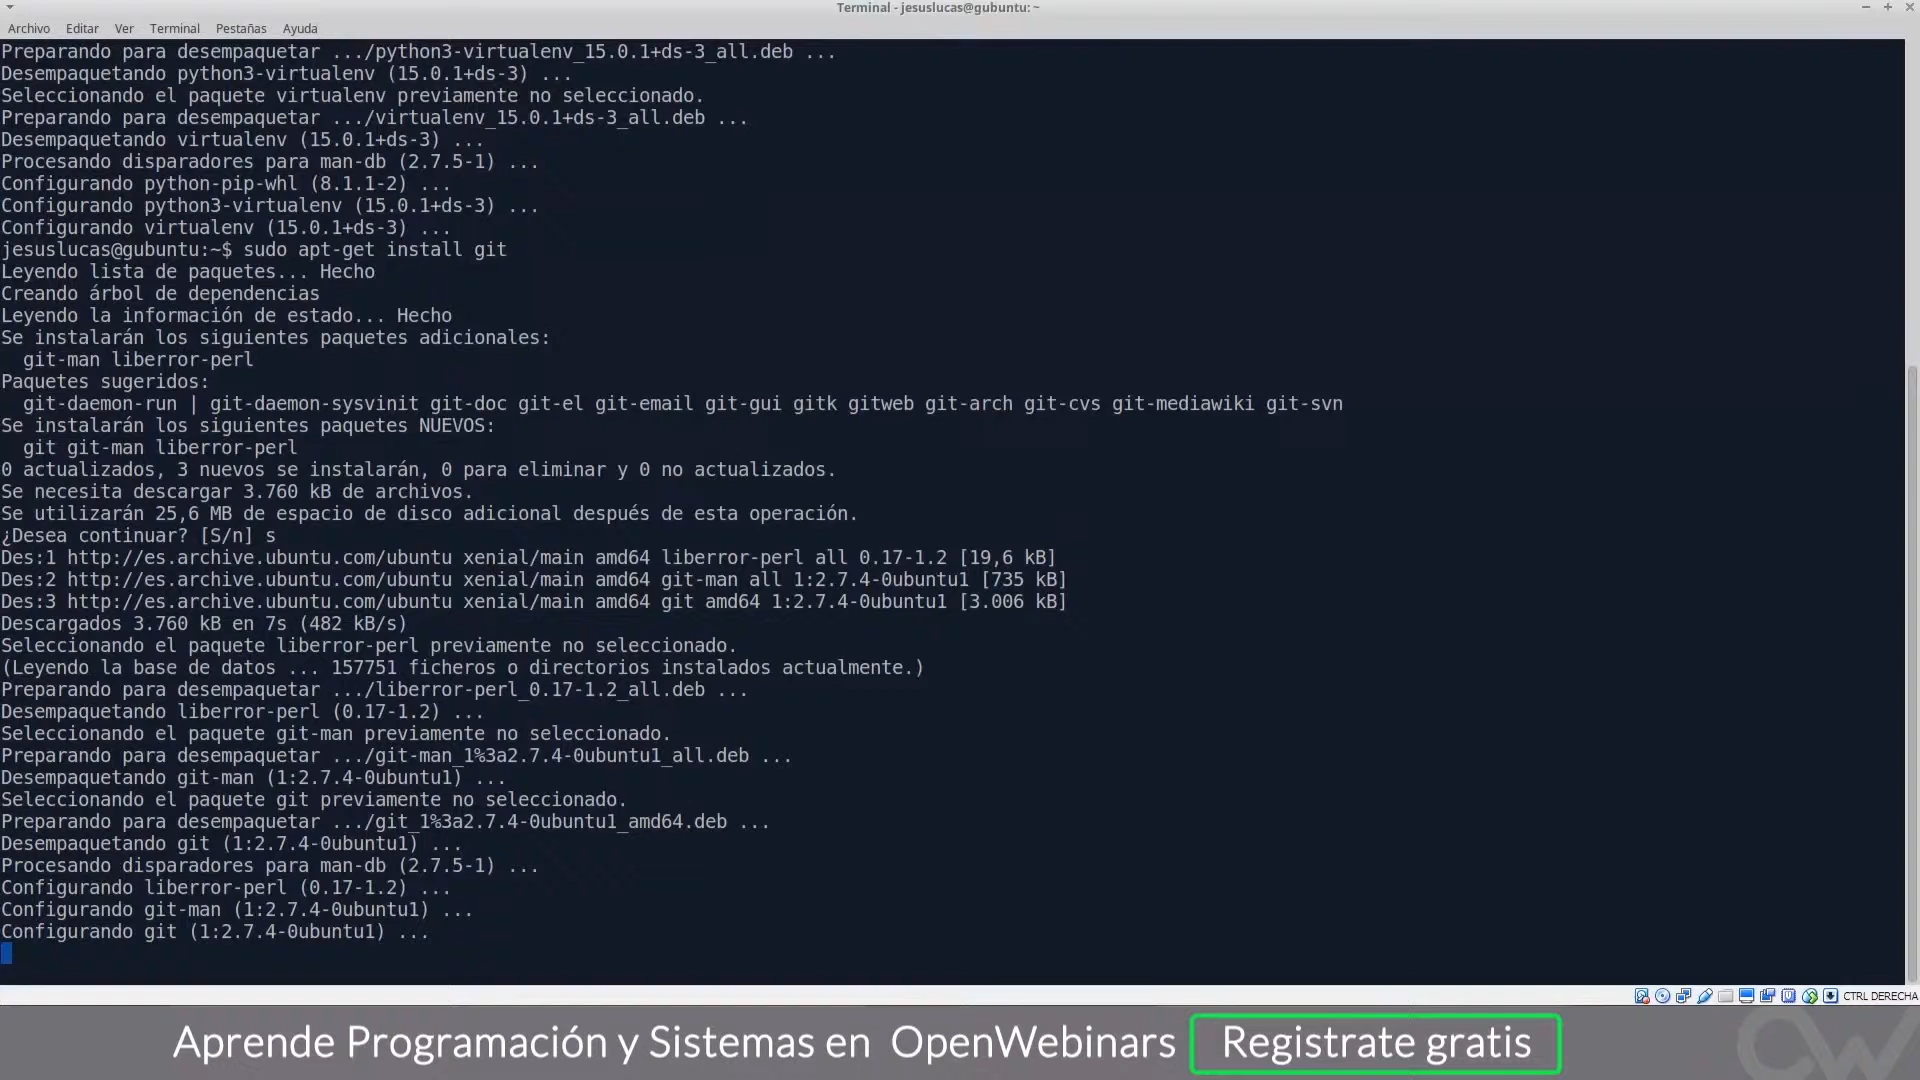 Terminal - jesuslucas@gubuntu: ~
Archivo Editar Ver Terminal Pestañas Ayuda
Preparando para desempaquetar .../python3-virtualenv_15.0.1+ds-3_all.deb ...
Desempaquetando python3-virtualenv (15.0.1+ds-3) ...
Seleccionando el paquete virtualenv previamente no seleccionado.
Preparando para desempaquetar .../virtualenv_15.0.1+ds-3_all.deb ...
Desempaquetando virtualenv (15.0.1+ds-3) ...
Procesando disparadores para man-db (2.7.5-1) ...
Configurando python-pip-whl (8.1.1-2) ...
Configurando python3-virtualenv (15.0.1+ds-3) ...
Configurando virtualenv (15.0.1+ds-3) ...
jesuslucas@gubuntu:~$ sudo apt-get install git
Leyendo lista de paquetes... Hecho
Creando árbol de dependencias
Leyendo la información de estado... Hecho
Se instalarán los siguientes paquetes adicionales:
  git-man liberror-perl
Paquetes sugeridos:
  git-daemon-run | git-daemon-sysvinit git-doc git-el git-email git-gui gitk gitweb git-arch git-cvs git-mediawiki git-svn
Se instalarán los siguientes paquetes NUEVOS:
  git git-man liberror-perl
0 actualizados, 3 nuevos se instalarán, 0 para eliminar y 0 no actualizados.
Se necesita descargar 3.760 kB de archivos.
Se utilizarán 25,6 MB de espacio de disco adicional después de esta operación.
¿Desea continuar? [S/n] s
Des:1 http://es.archive.ubuntu.com/ubuntu xenial/main amd64 liberror-perl all 0.17-1.2 [19,6 kB]
Des:2 http://es.archive.ubuntu.com/ubuntu xenial/main amd64 git-man all 1:2.7.4-0ubuntu1 [735 kB]
Des:3 http://es.archive.ubuntu.com/ubuntu xenial/main amd64 git amd64 1:2.7.4-0ubuntu1 [3.006 kB]
Descargados 3.760 kB en 7s (482 kB/s)
Seleccionando el paquete liberror-perl previamente no seleccionado.
(Leyendo la base de datos ... 157751 ficheros o directorios instalados actualmente.)
Preparando para desempaquetar .../liberror-perl_0.17-1.2_all.deb ...
Desempaquetando liberror-perl (0.17-1.2) ...
Seleccionando el paquete git-man previamente no seleccionado.
Preparando para desempaquetar .../git-man_1%3a2.7.4-0ubuntu1_all.deb ...
Desempaquetando git-man (1:2.7.4-0ubuntu1) ...
Seleccionando el paquete git previamente no seleccionado.
Preparando para desempaquetar .../git_1%3a2.7.4-0ubuntu1_amd64.deb ...
Desempaquetando git (1:2.7.4-0ubuntu1) ...
Procesando disparadores para man-db (2.7.5-1) ...
Configurando liberror-perl (0.17-1.2) ...
Configurando git-man (1:2.7.4-0ubuntu1) ...
Configurando git (1:2.7.4-0ubuntu1) ...
CTRL DERECHA
Aprende Programación y Sistemas en OpenWebinars Registrate gratis